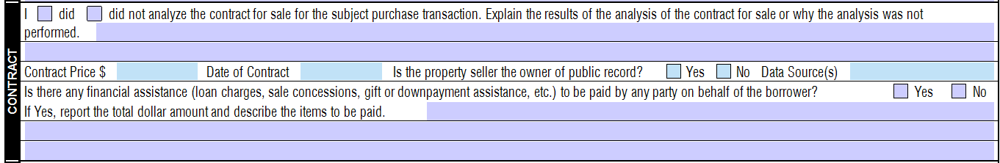 CONTRACT
I did did not analyze the contract for sale for the subject purchase transaction. Explain the results of the analysis of the contract for sale or why the analysis was not
performed.
Contract Price $ Date of Contract Is the property seller the owner of public record? Yes No Data Source(s)
Is there any financial assistance (loan charges, sale concessions, gift or downpayment assistance, etc.) to be paid by any party on behalf of the borrower? Yes No
If Yes, report the total dollar amount and describe the items to be paid.